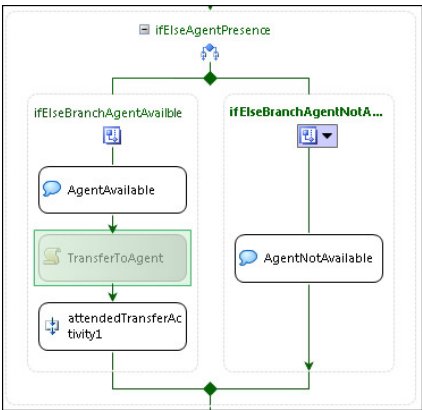 ifElseAgentPresence
ifElseBranchAgentAvailble
ifElseBranchAgentNotA...
AgentAvailable
TransferToAgent
AgentNotAvailable
attendedTransferAc
tivity1